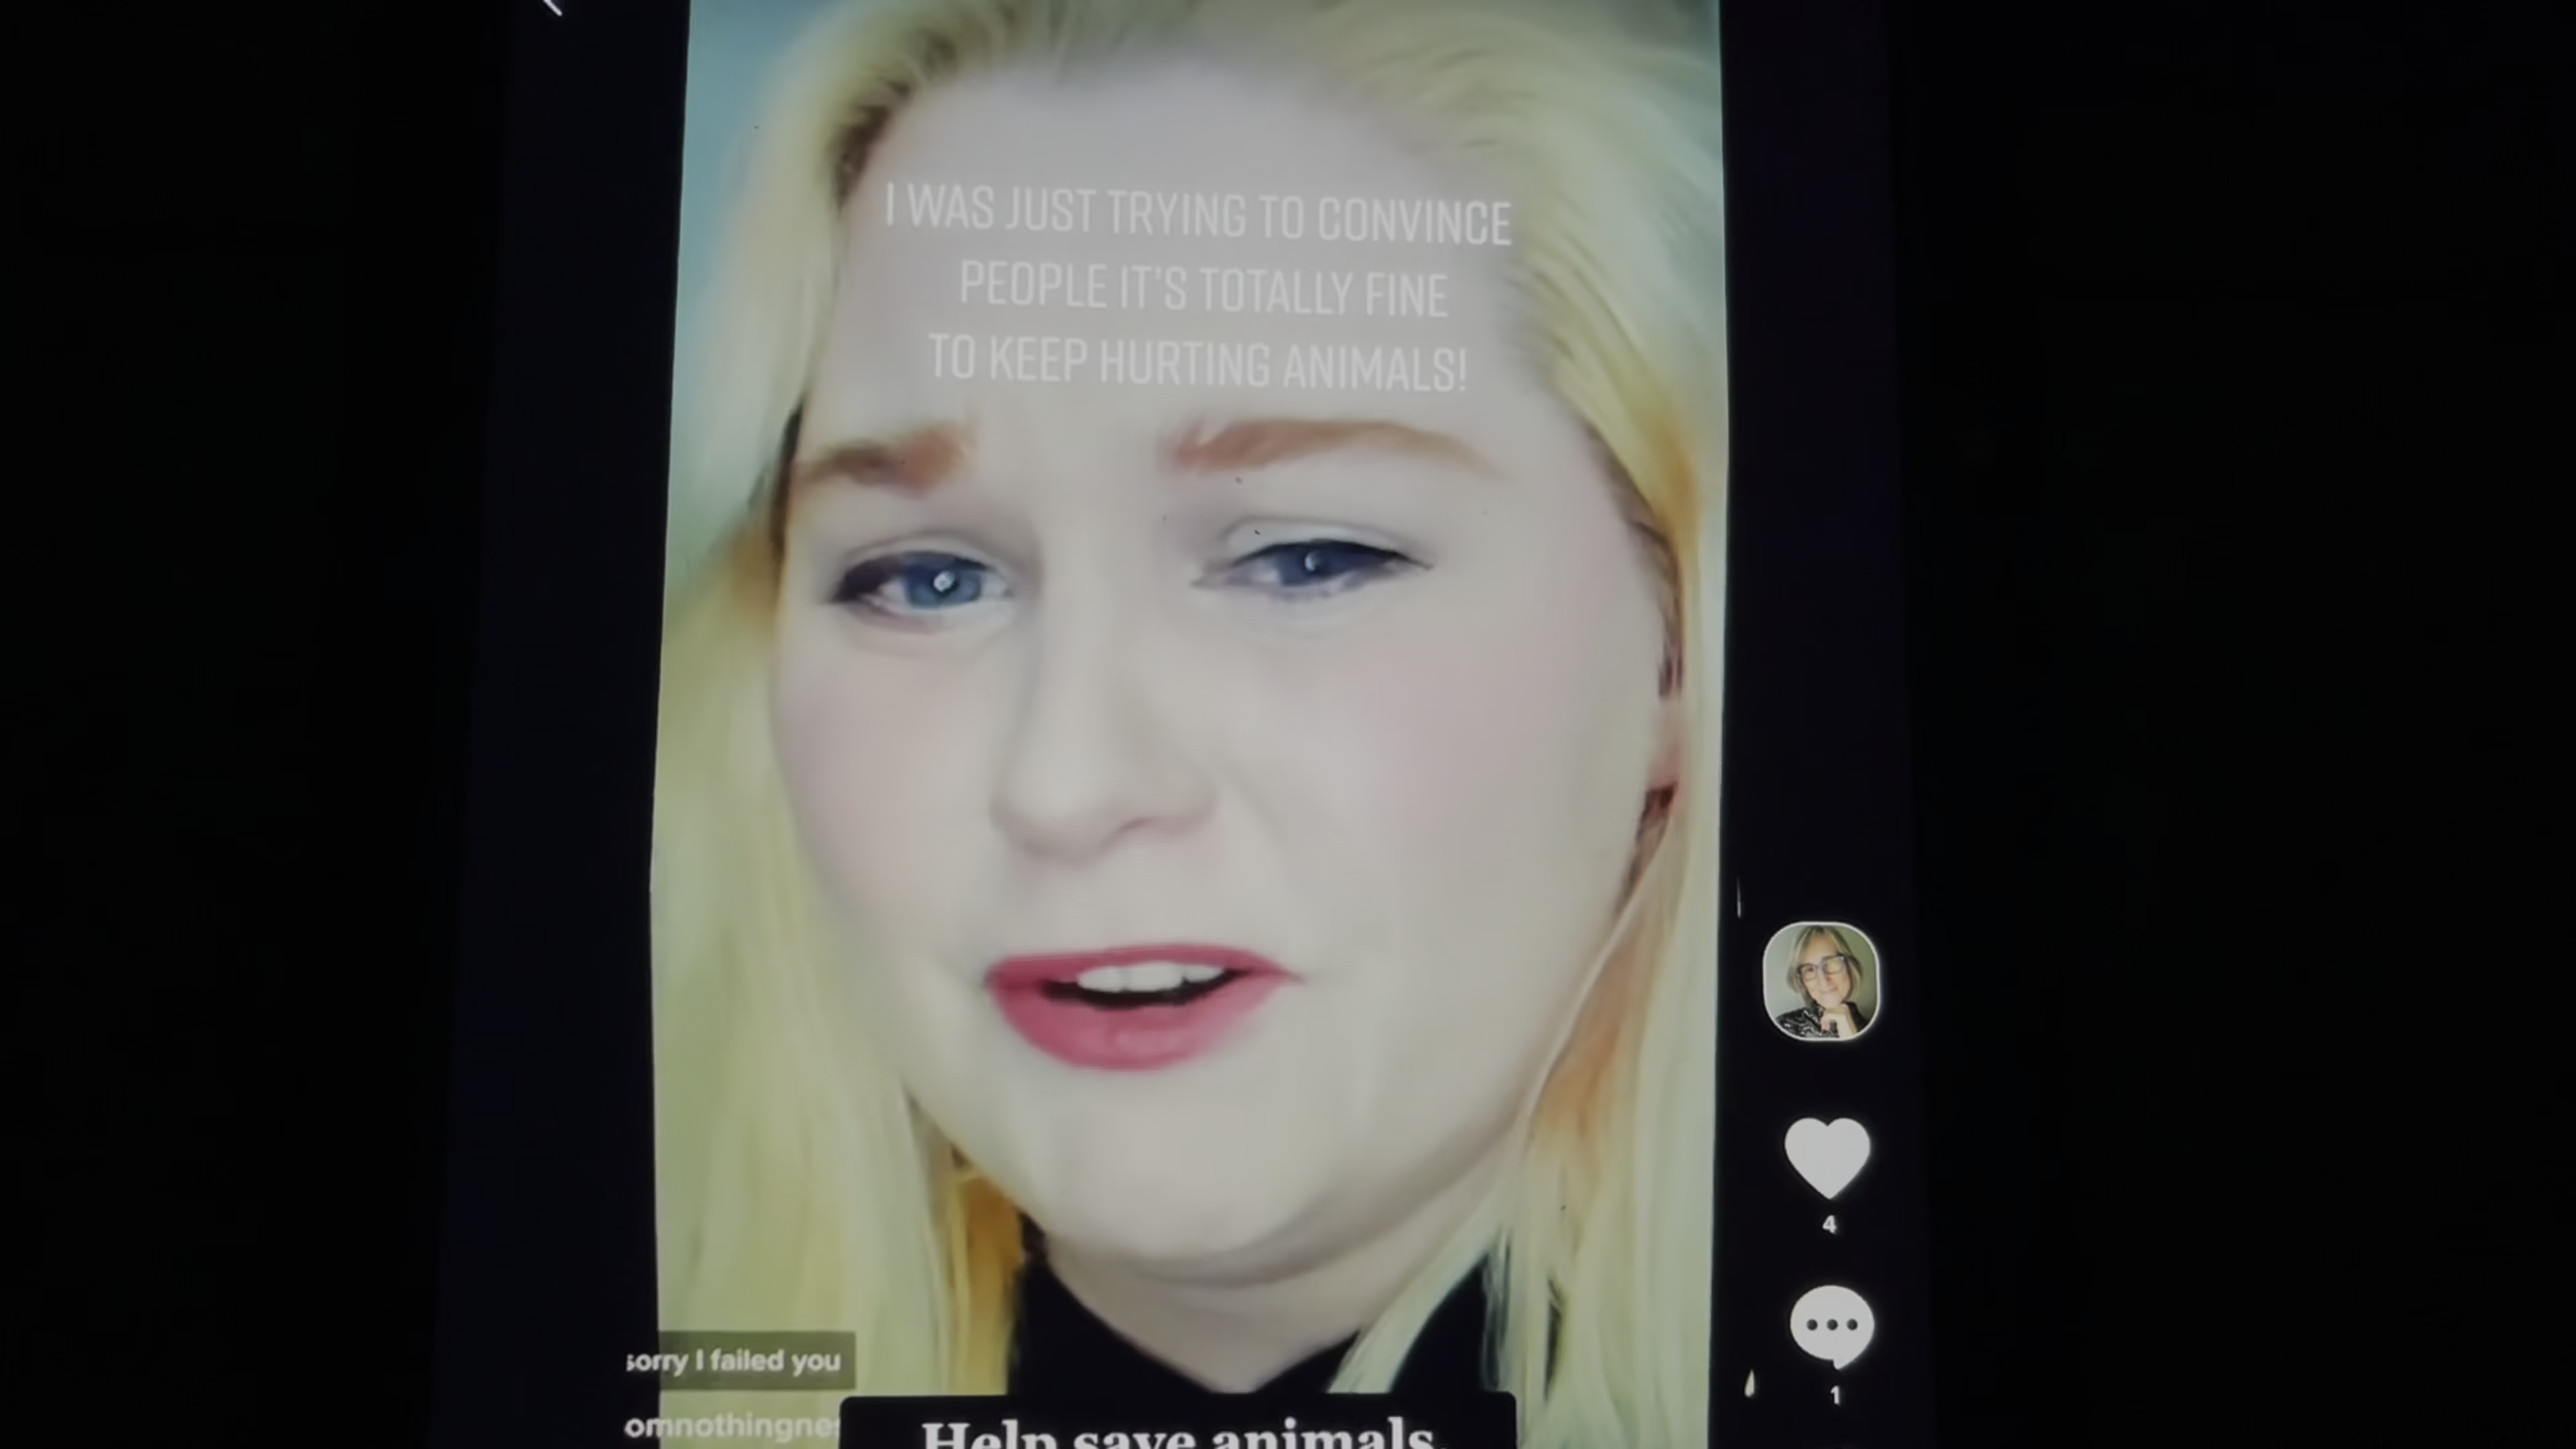 I WAS JUST TRYING TO CONVINCE
PEOPLE IT'S TOTALLY FINE
TO KEEP HURTING ANIMALS!
4
1
sorry I failed you
omnothingnes
Help save animals.